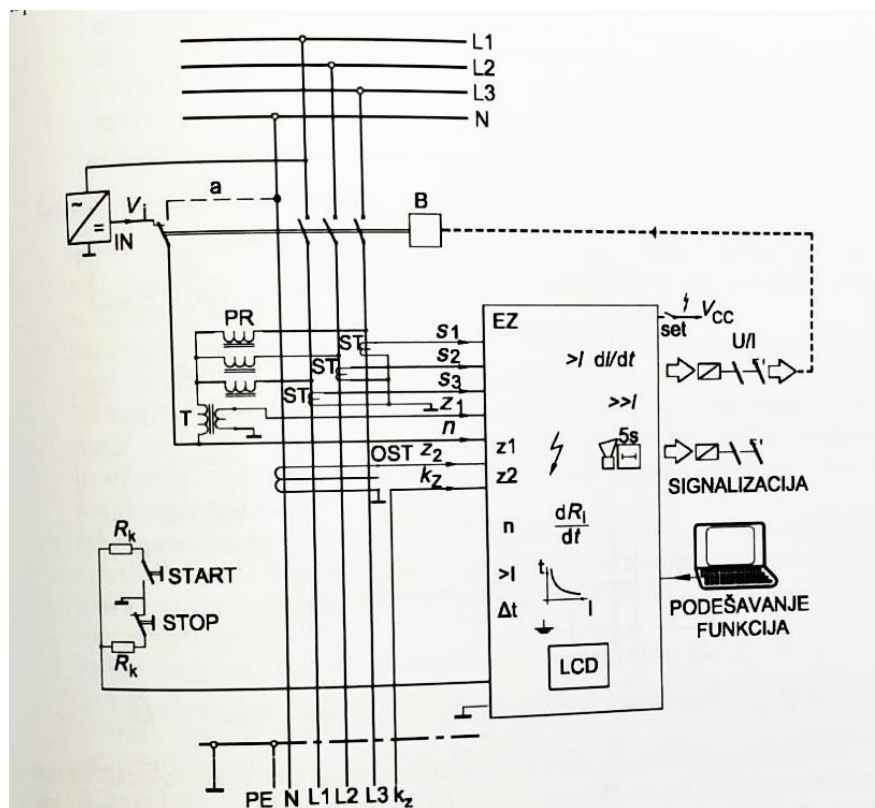 L1
L2
L3
N
a
B
~
=
Vi
IN
PR
ST
ST
ST
S1
S2
S3
z1
n
T
OST z2
kz
EZ
>I di/dt
>>I
5s
z1
z2
n
dRi
dt
>I
t
I
Δt
LCD
set
VCC
U/I
SIGNALIZACIJA
PODEŠAVANJE
FUNKCIJA
Rk
START
STOP
Rk
PE N L1 L2 L3 kz